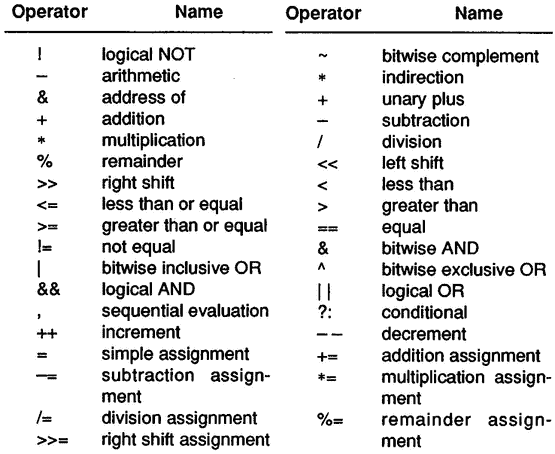 Operator Name Operator Name
! logical NOT ~ bitwise complement
− arithmetic * indirection
& address of + unary plus
+ addition − subtraction
* multiplication / division
% remainder << left shift
>> right shift < less than
<= less than or equal > greater than
>= greater than or equal == equal
!= not equal & bitwise AND
| bitwise inclusive OR ^ bitwise exclusive OR
&& logical AND || logical OR
, sequential evaluation ?: conditional
++ increment −− decrement
= simple assignment += addition assignment
−= subtraction assign- *= multiplication assign-
ment ment
/= division assignment %= remainder assign-
>>= right shift assignment ment